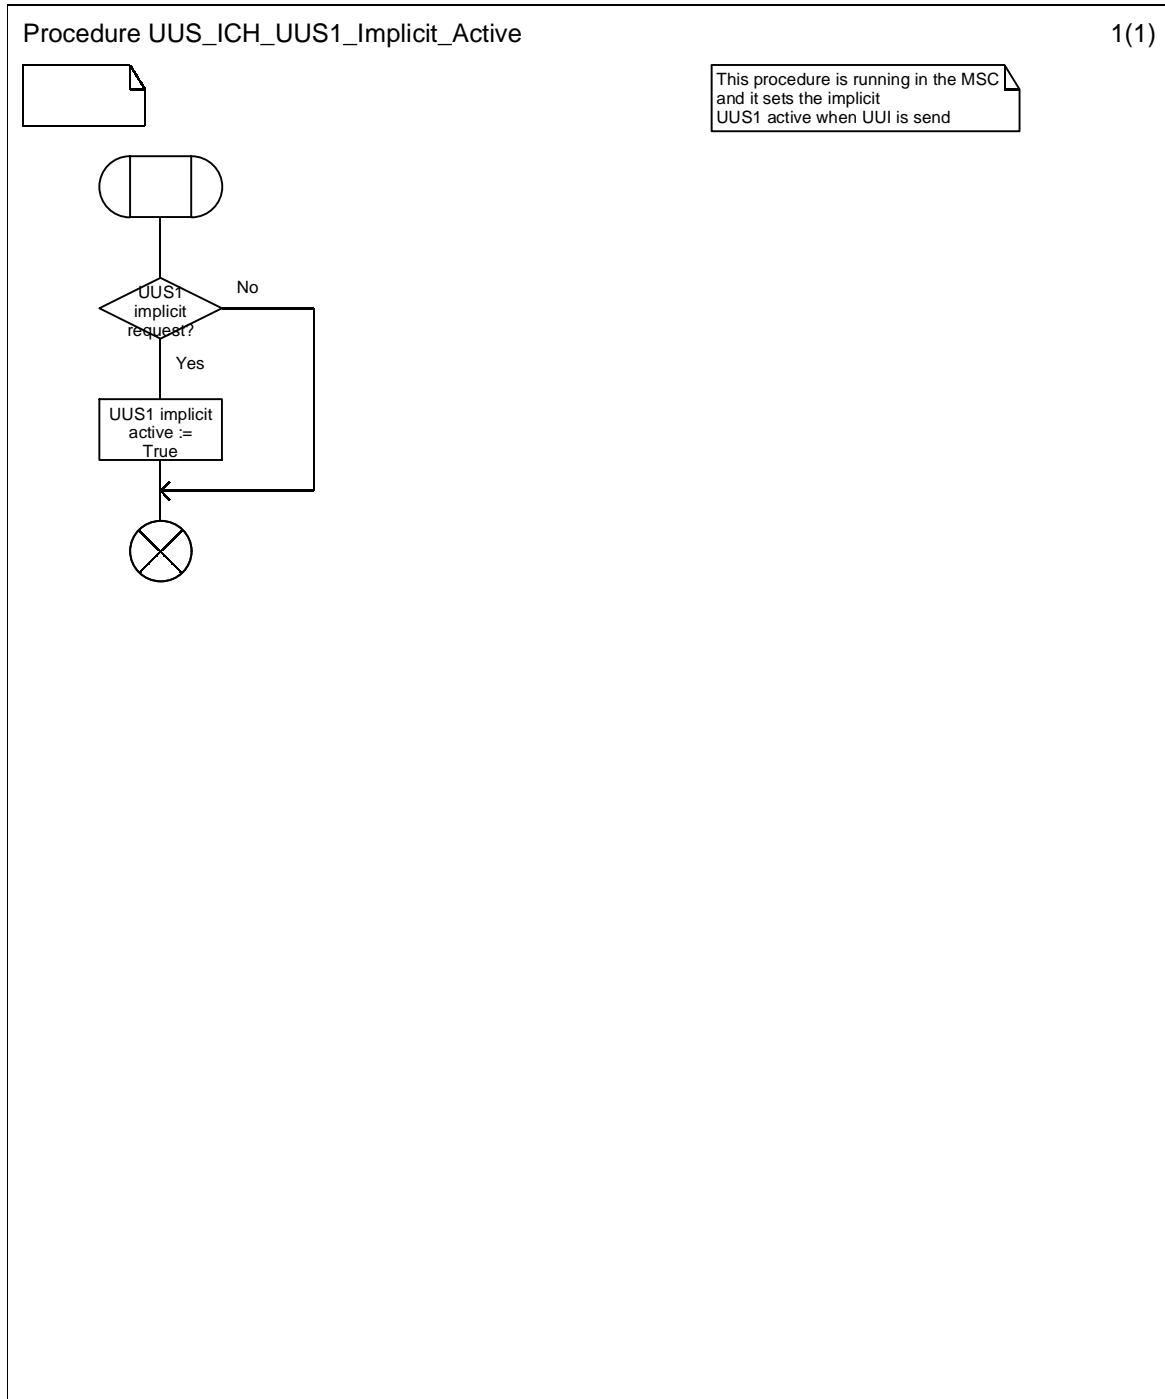 Procedure UUS_ICH_UUS1_Implicit_Active
1(1)
This procedure is running in the MSC
and it sets the implicit
UUS1 active when UUI is send
UUS1
implicit
request?
No
Yes
UUS1 implicit
active :=
True